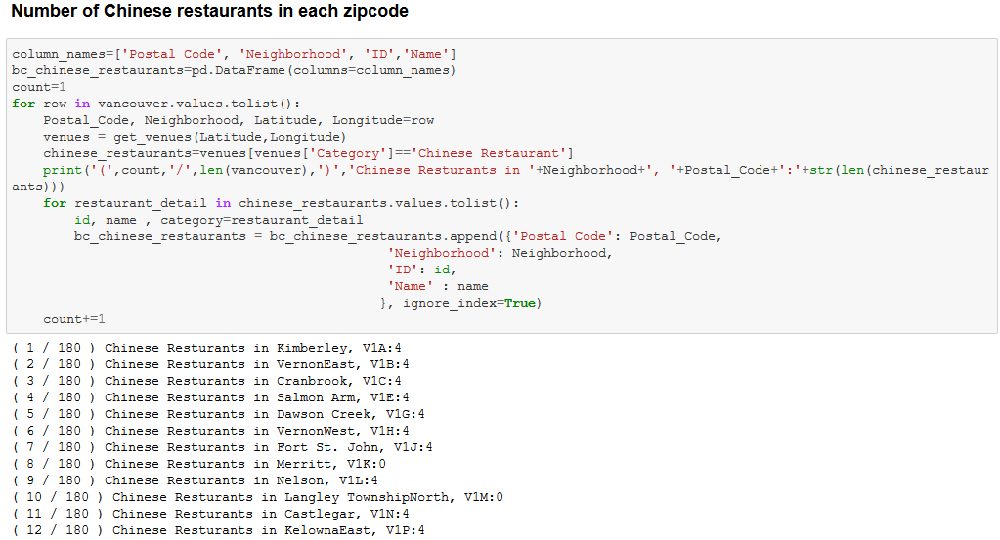 Number of Chinese restaurants in each zipcode
column_names=['Postal Code', 'Neighborhood', 'ID','Name']
bc_chinese_restaurants=pd.DataFrame(columns=column_names)
count=1
for row in vancouver.values.tolist():
    Postal_Code, Neighborhood, Latitude, Longitude=row
    venues = get_venues(Latitude,Longitude)
    chinese_restaurants=venues[venues['Category']=='Chinese Restaurant']
    print('(',count,'/',len(vancouver),')','Chinese Resturants in '+Neighborhood+', '+Postal_Code+':'+str(len(chinese_restaur
ants)))
    for restaurant_detail in chinese_restaurants.values.tolist():
        id, name , category=restaurant_detail
        bc_chinese_restaurants = bc_chinese_restaurants.append({'Postal Code': Postal_Code,
                                                'Neighborhood': Neighborhood,
                                                'ID': id,
                                                'Name' : name
                                               }, ignore_index=True)
    count+=1
( 1 / 180 ) Chinese Resturants in Kimberley, V1A:4
( 2 / 180 ) Chinese Resturants in VernonEast, V1B:4
( 3 / 180 ) Chinese Resturants in Cranbrook, V1C:4
( 4 / 180 ) Chinese Resturants in Salmon Arm, V1E:4
( 5 / 180 ) Chinese Resturants in Dawson Creek, V1G:4
( 6 / 180 ) Chinese Resturants in VernonWest, V1H:4
( 7 / 180 ) Chinese Resturants in Fort St. John, V1J:4
( 8 / 180 ) Chinese Resturants in Merritt, V1K:0
( 9 / 180 ) Chinese Resturants in Nelson, V1L:4
( 10 / 180 ) Chinese Resturants in Langley TownshipNorth, V1M:0
( 11 / 180 ) Chinese Resturants in Castlegar, V1N:4
( 12 / 180 ) Chinese Resturants in KelownaEast, V1P:4